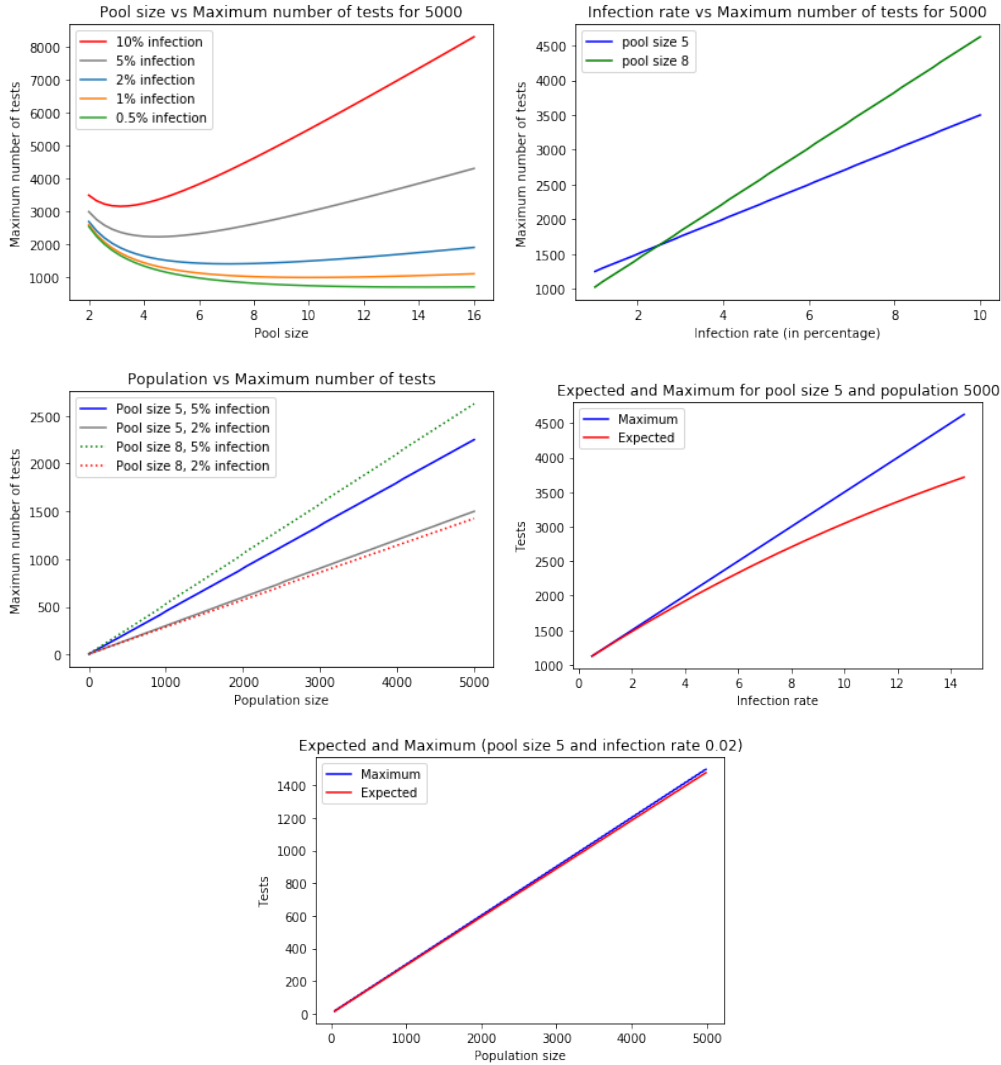 Pool size vs Maximum number of tests for 5000
10% infection
5% infection
2% infection
1% infection
0.5% infection
8000
7000
6000
5000
4000
3000
2000
1000
Maximum number of tests
2
4
6
8
10
12
14
16
Pool size
Infection rate vs Maximum number of tests for 5000
pool size 5
pool size 8
4500
4000
3500
3000
2500
2000
1500
1000
Maximum number of tests
2
4
6
8
10
Infection rate (in percentage)
Population vs Maximum number of tests
Pool size 5, 5% infection
Pool size 5, 2% infection
Pool size 8, 5% infection
Pool size 8, 2% infection
2500
2000
1500
1000
500
0
Maximum number of tests
0
1000
2000
3000
4000
5000
Population size
Expected and Maximum for pool size 5 and population 5000
Maximum
Expected
4500
4000
3500
3000
2500
2000
1500
1000
Tests
0
2
4
6
8
10
12
14
Infection rate
Expected and Maximum (pool size 5 and infection rate 0.02)
Maximum
Expected
1400
1200
1000
800
600
400
200
0
Tests
0
1000
2000
3000
4000
5000
Population size